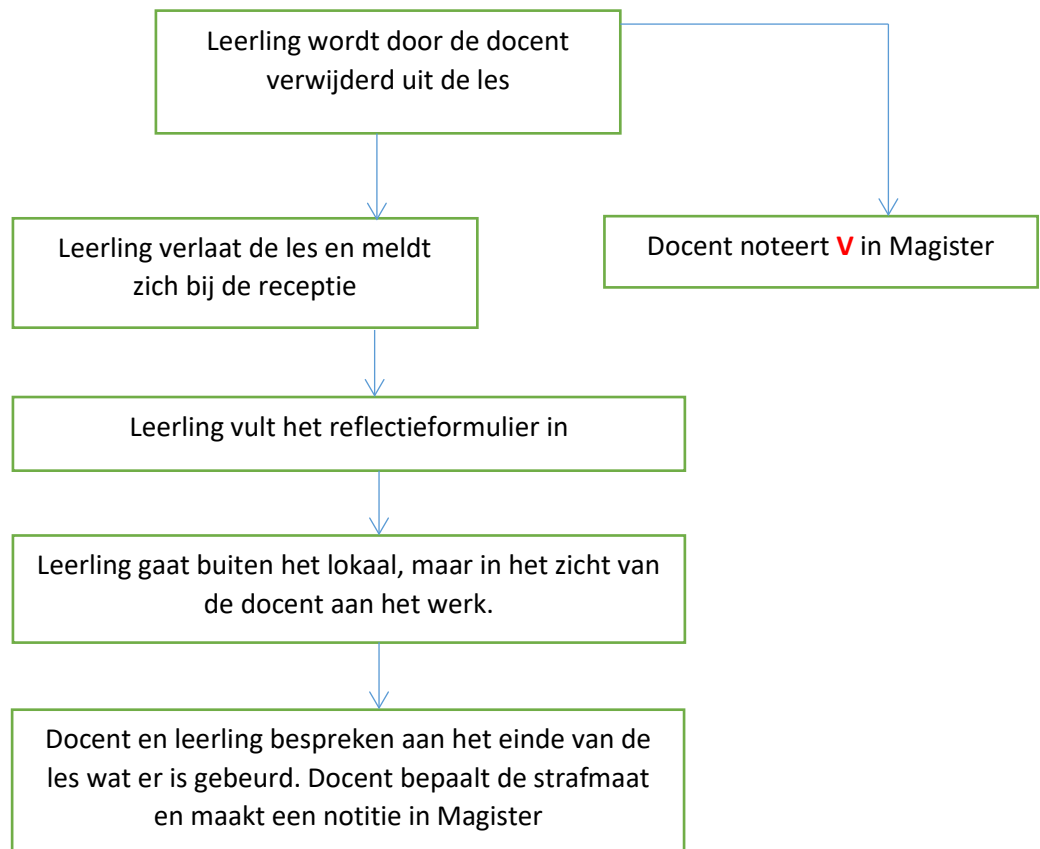 Leerling wordt door de docent
verwijderd uit de les
Leerling verlaat de les en meldt
zich bij de receptie
Docent noteert V in Magister
Leerling vult het reflectieformulier in
Leerling gaat buiten het lokaal, maar in het zicht van
de docent aan het werk.
Docent en leerling bespreken aan het einde van de
les wat er is gebeurd. Docent bepaalt de strafmaat
en maakt een notitie in Magister